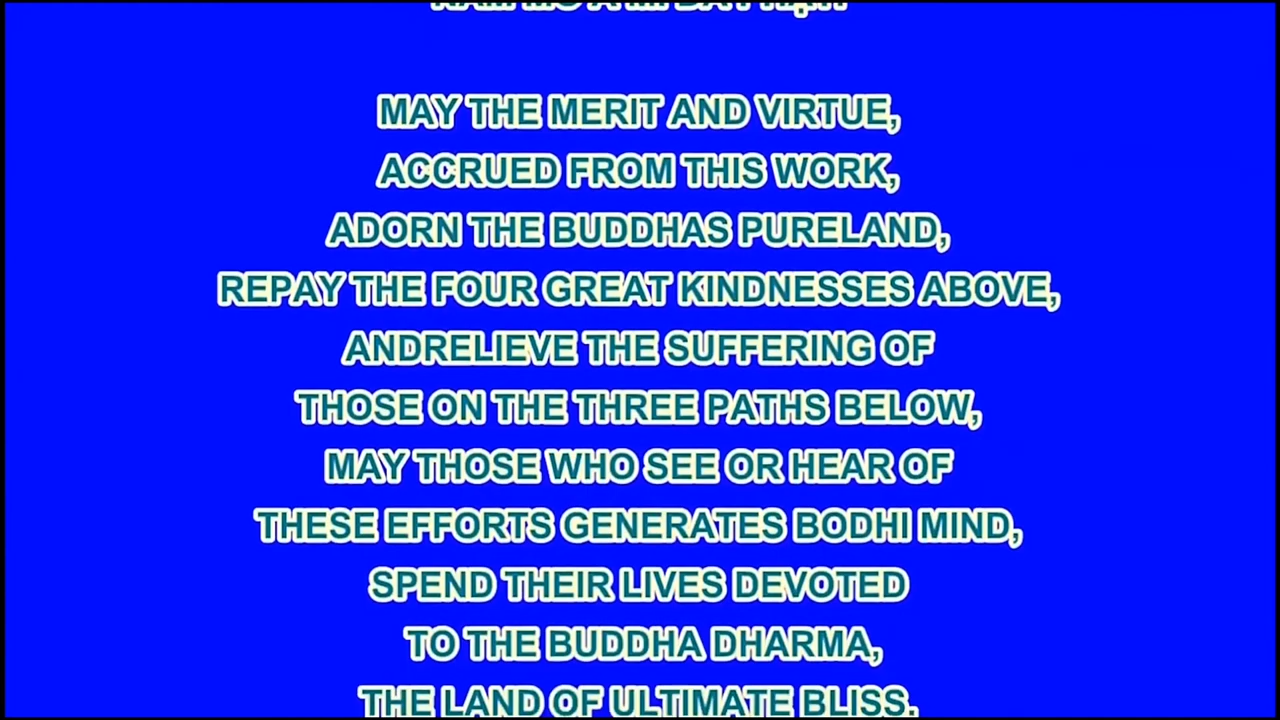 MAY THE MERIT AND VIRTUE,
ACCRUED FROM THIS WORK,
ADORN THE BUDDHAS PURELAND,
REPAY THE FOUR GREAT KINDNESSES ABOVE,
ANDRELIEVE THE SUFFERING OF
THOSE ON THE THREE PATHS BELOW,
MAY THOSE WHO SEE OR HEAR OF
THESE EFFORTS GENERATES BODHI MIND,
SPEND THEIR LIVES DEVOTED
TO THE BUDDHA DHARMA,
THE LAND OF ULTIMATE BLISS.